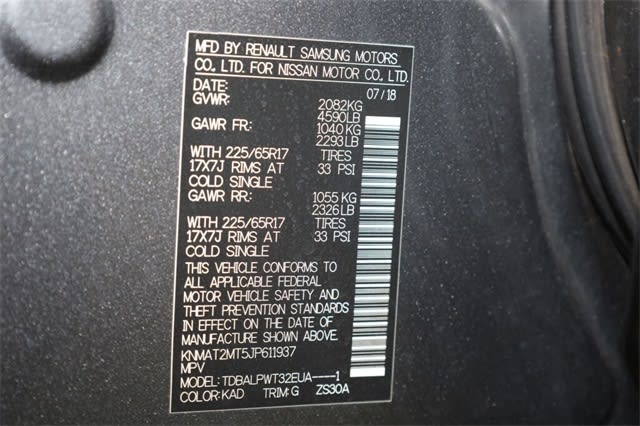 MFD BY RENAULT SAMSUNG MOTORS
CO., LTD. FOR NISSAN MOTOR CO., LTD.
DATE: 07/18
GVWR: 2082KG
4590LB
GAWR FR: 1040 KG
2293LB
WITH 225/65R17 TIRES
17X7J RIMS AT 33 PSI
COLD SINGLE
GAWR RR: 1055 KG
2326LB
WITH 225/65R17 TIRES
17X7J RIMS AT 33 PSI
COLD SINGLE
THIS VEHICLE CONFORMS TO
ALL APPLICABLE FEDERAL
MOTOR VEHICLE SAFETY AND
THEFT PREVENTION STANDARDS
IN EFFECT ON THE DATE OF
MANUFACTURE SHOWN ABOVE.
KNMAT2MT5JP611937
MPV
MODEL: TDBALPWT32EUA----1
COLOR: KAD TRIM: G ZS30A